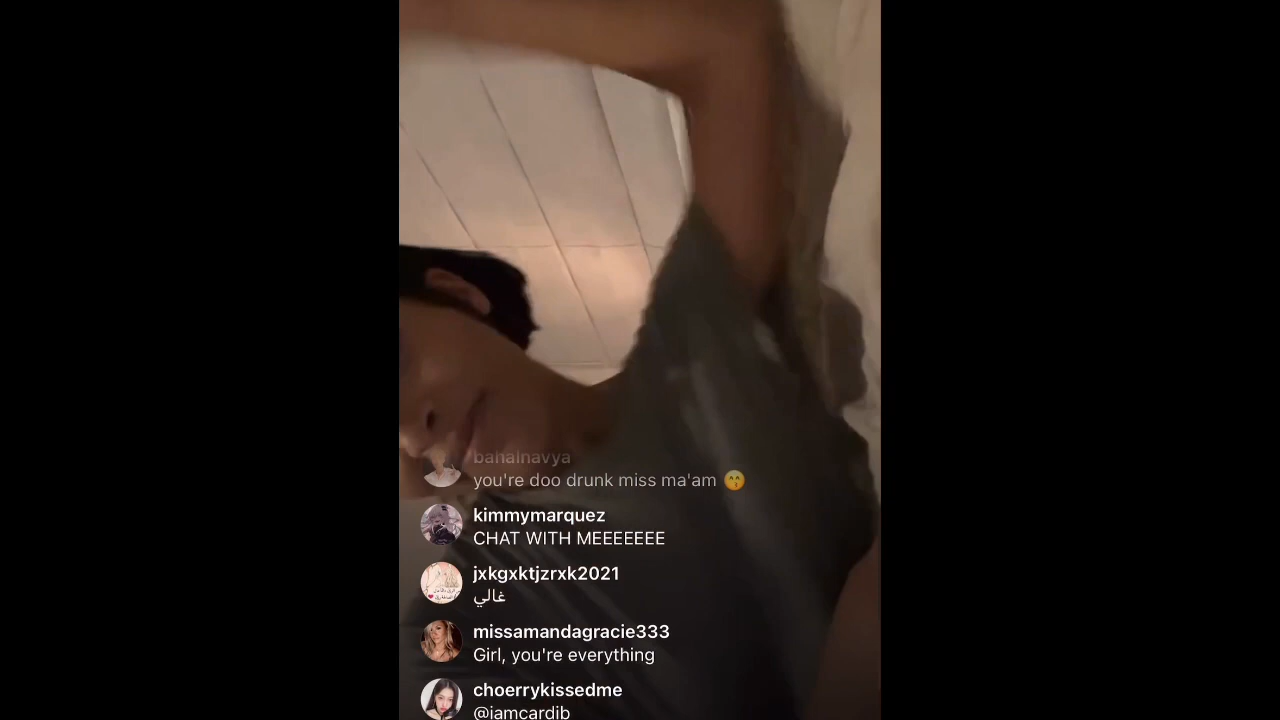 bahalnavya
you're doo drunk miss ma'am 😙
kimmymarquez
CHAT WITH MEEEEEEE
jxkgxktjzrxk2021
غالي
missamandagracie333
Girl, you're everything
choerrykissedme
@iamcardib